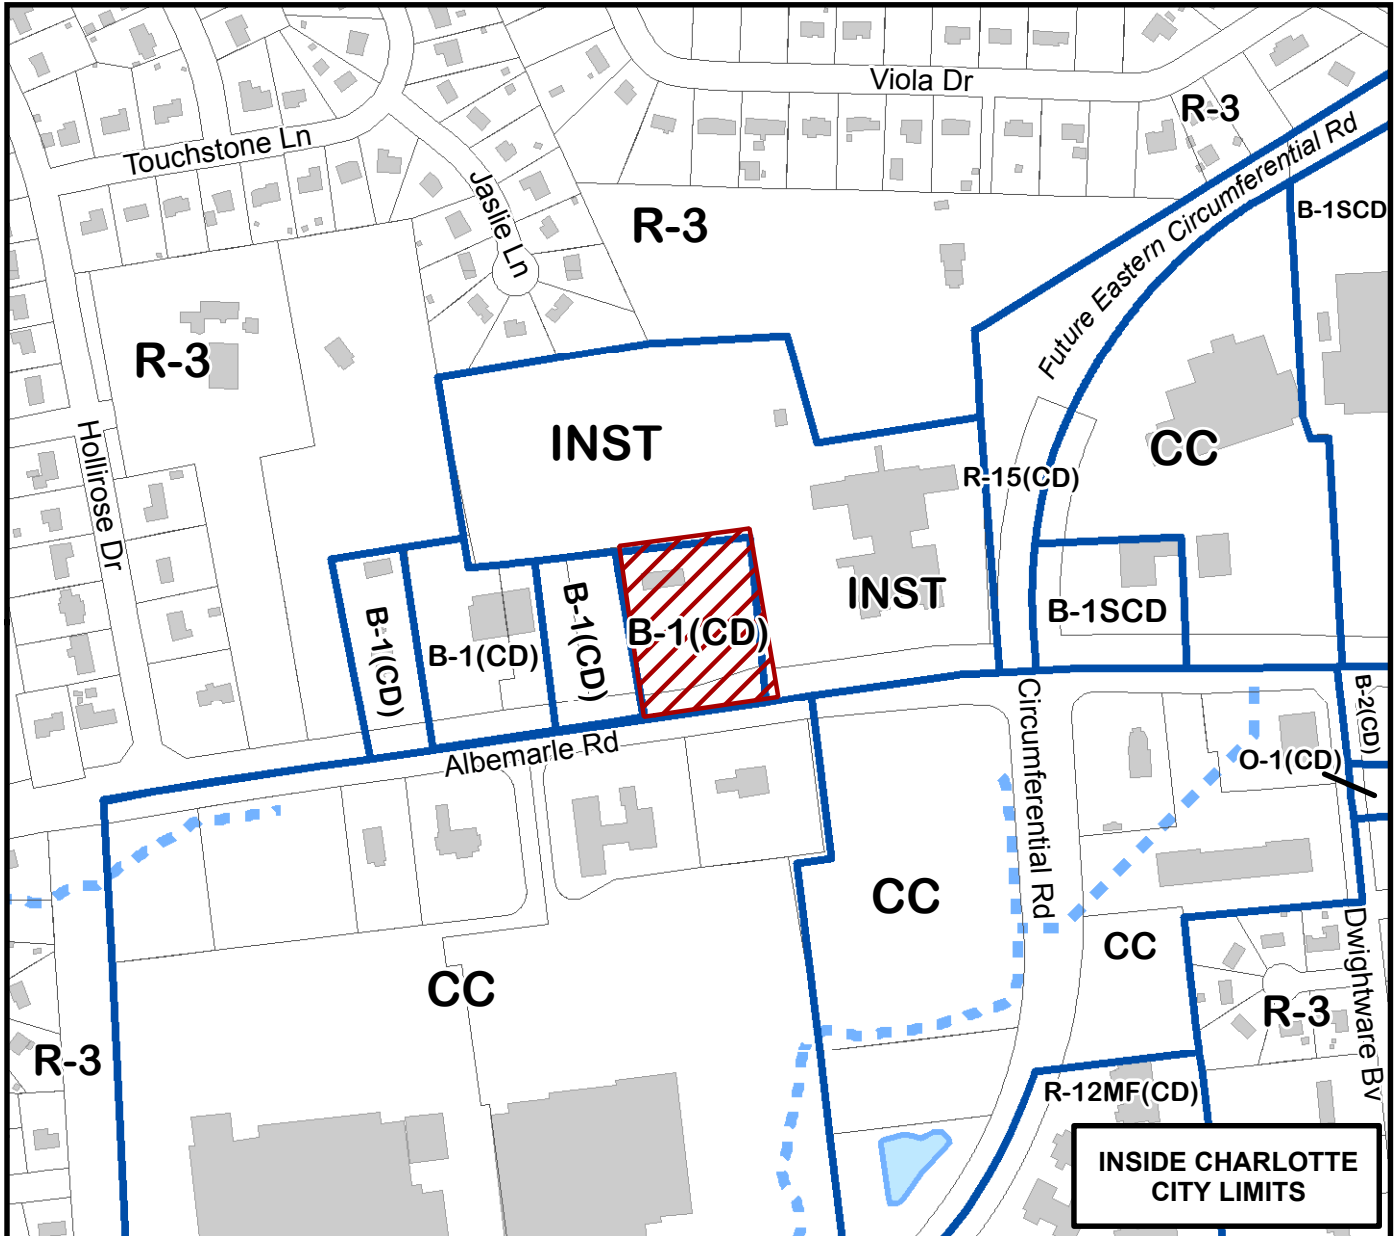 Viola Dr
R-3
Touchstone Ln
Future Eastern Circumferential Rd
Jaslie Ln
R-3
B-1SCD
R-3
INST
CC
Hollirose Dr
R-15(CD)
INST
B-1SCD
B-1(CD)
B-1(CD)
B-1(CD)
B-1(CD)
Albemarle Rd
Circumferential Rd
B-2(CD)
O-1(CD)
CC
CC
CC
Dwightware Bv
R-3
R-3
R-12MF(CD)
INSIDE CHARLOTTE
CITY LIMITS